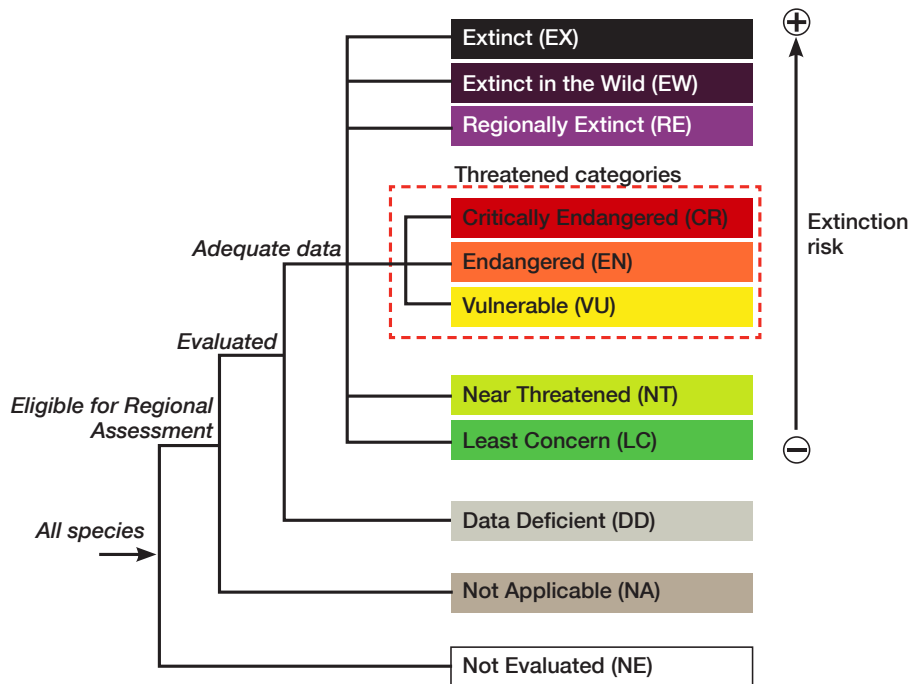 Extinct (EX)
Extinct in the Wild (EW)
Regionally Extinct (RE)
Threatened categories
Critically Endangered (CR)
Adequate data
Endangered (EN)
Vulnerable (VU)
Extinction
risk
Evaluated
Near Threatened (NT)
Eligible for Regional
Assessment
Least Concern (LC)
All species
Data Deficient (DD)
Not Applicable (NA)
Not Evaluated (NE)